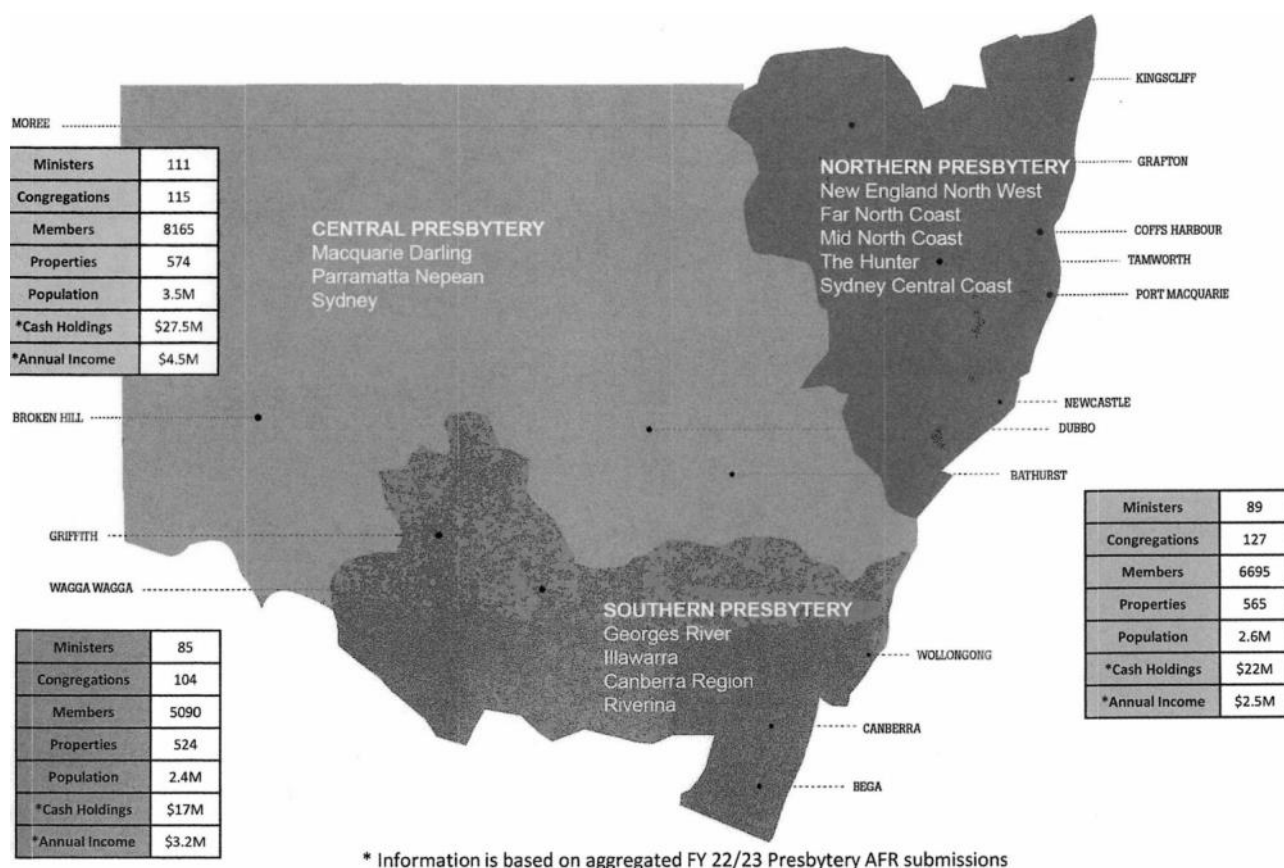 KINGSCLIFF
MOREE
Ministers 111
Congregations 115
Members 8165
Properties 574
Population 3.5M
*Cash Holdings $27.5M
*Annual Income $4.5M
CENTRAL PRESBYTERY
Macquarie Darling
Parramatta Nepean
Sydney
NORTHERN PRESBYTERY
New England North West
Far North Coast
Mid North Coast
The Hunter
Sydney Central Coast
GRAFTON
COFFS HARBOUR
TAMWORTH
PORT MACQUARIE
BROKEN HILL
NEWCASTLE
DUBBO
BATHURST
GRIFFITH
WAGGA WAGGA
Ministers 89
Congregations 127
Members 6695
Properties 565
Population 2.6M
*Cash Holdings $22M
*Annual Income $2.5M
SOUTHERN PRESBYTERY
Georges River
Illawarra
Canberra Region
Riverina
WOLLONGONG
CANBERRA
BEGA
Ministers 85
Congregations 104
Members 5090
Properties 524
Population 2.4M
*Cash Holdings $17M
*Annual Income $3.2M
* Information is based on aggregated FY 22/23 Presbytery AFR submissions